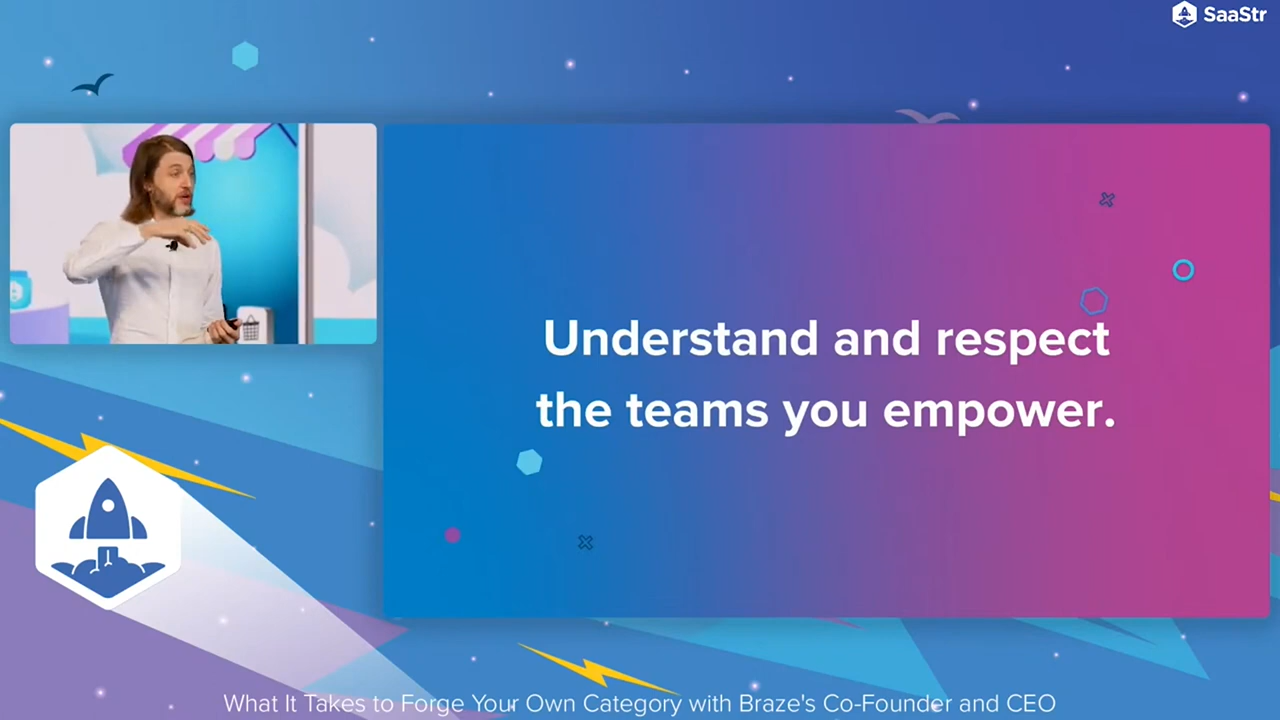 SaaStr
Understand and respect
the teams you empower.
What It Takes to Forge Your Own Category with Braze's Co-Founder and CEO